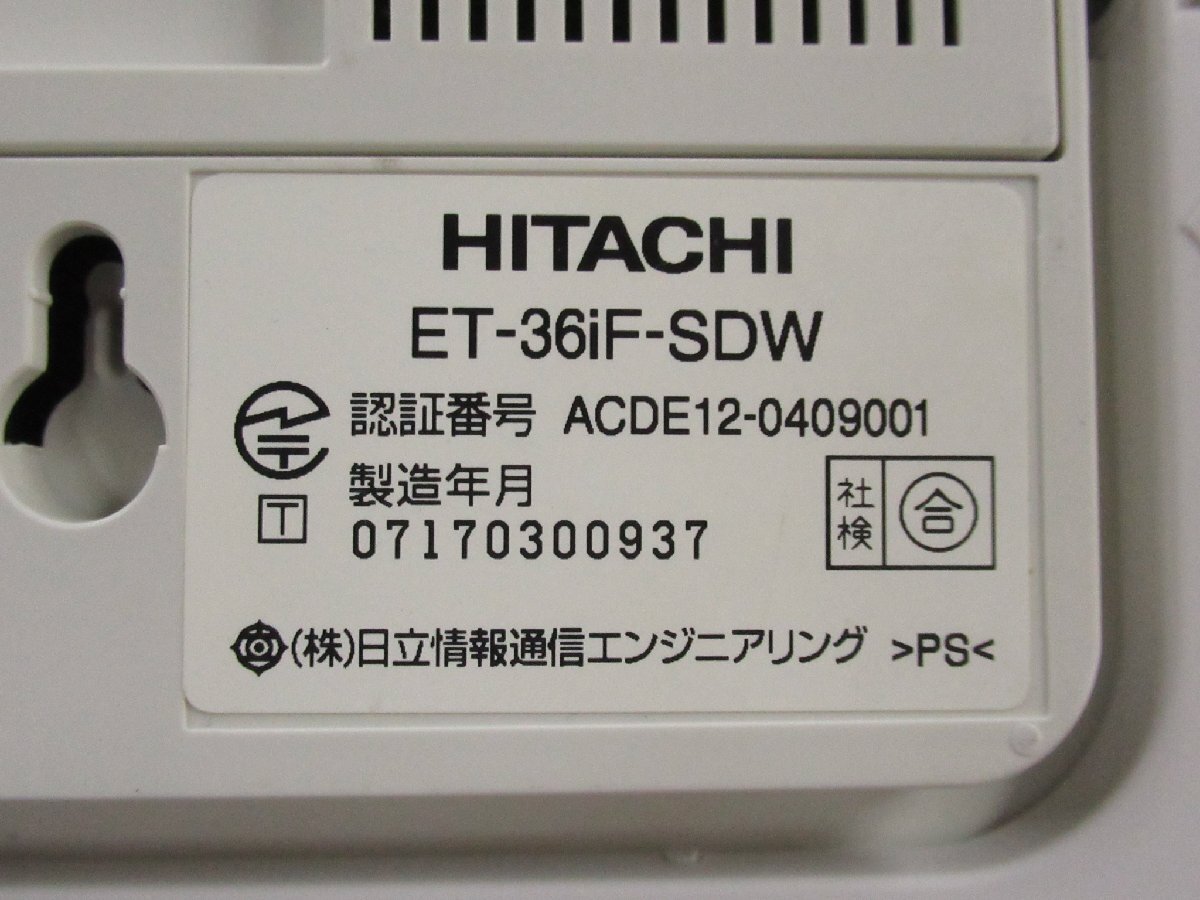 HITACHI
ET-36iF-SDW
認証番号 ACDE12-0409001
T 製造年月
07170300937
社検 合
(株)日立情報通信エンジニアリング >PS<